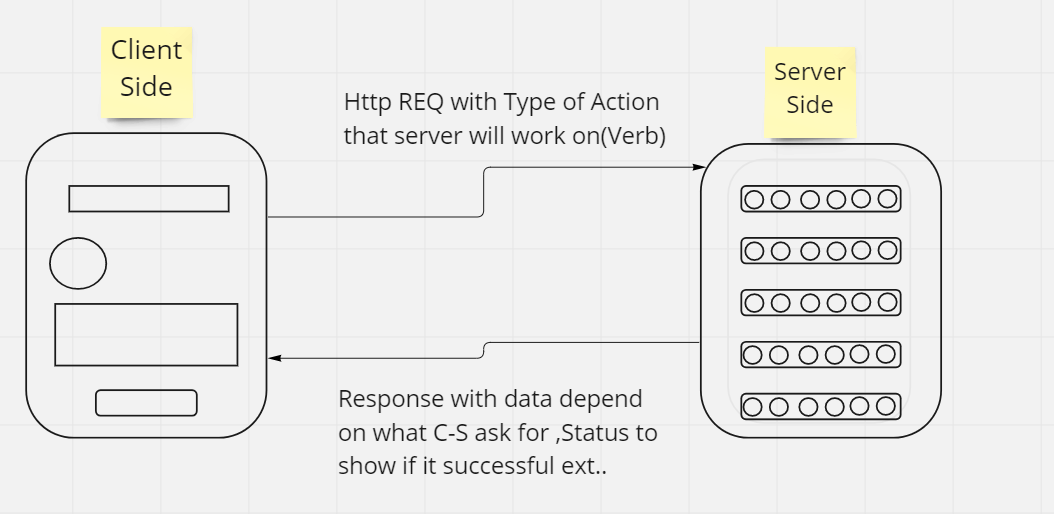 Client
Side
Server
Side
Http REQ with Type of Action
that server will work on(Verb)
Response with data depend
on what C-S ask for ,Status to
show if it successful ext..